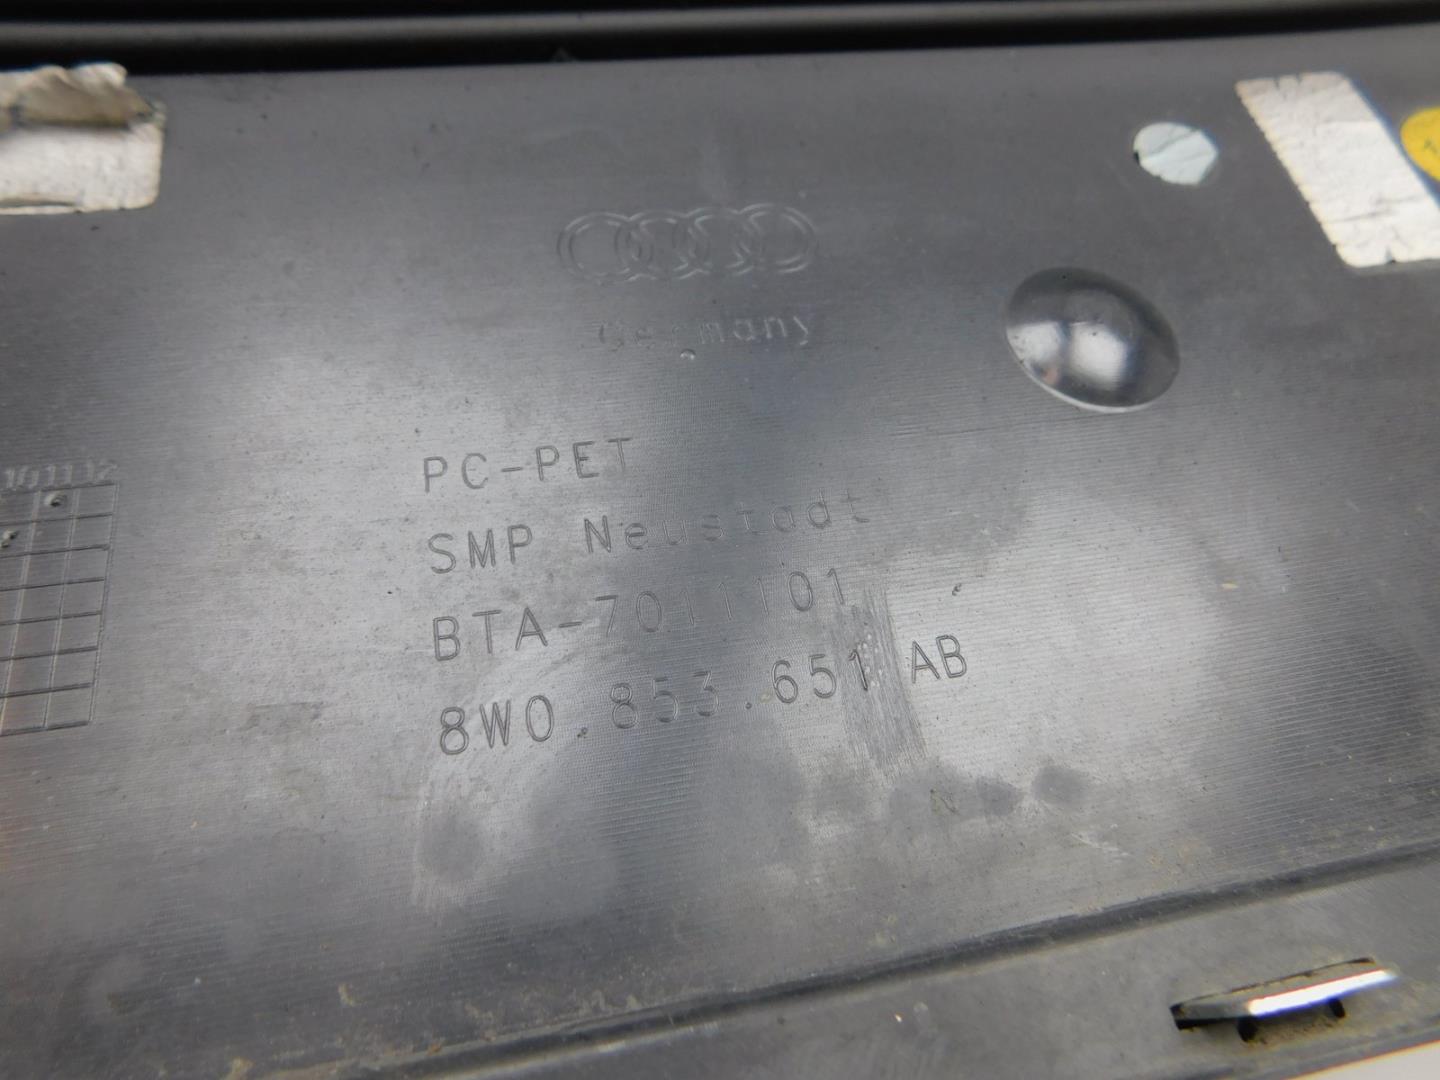 Germany
PC-PET
SMP Neustadt
BTA-7011101
8W0.853.651 AB